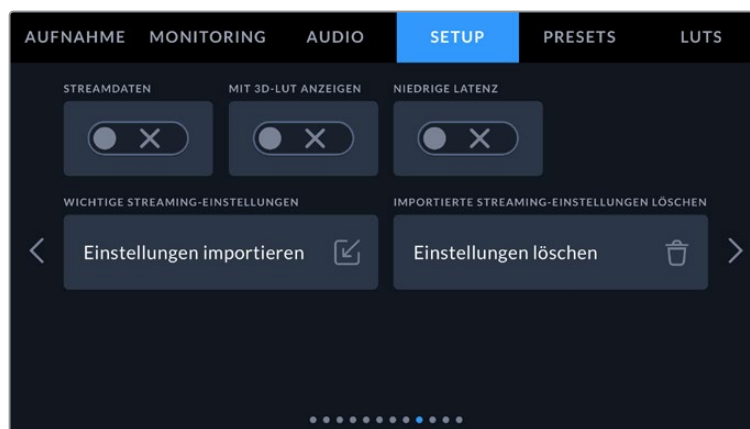 AUFNAHME MONITORING AUDIO SETUP PRESETS LUTS
STREAMDATEN MIT 3D-LUT ANZEIGEN NIEDRIGE LATENZ
WICHTIGE STREAMING-EINSTELLUNGEN IMPORTIERTE STREAMING-EINSTELLUNGEN LÖSCHEN
Einstellungen importieren Einstellungen löschen